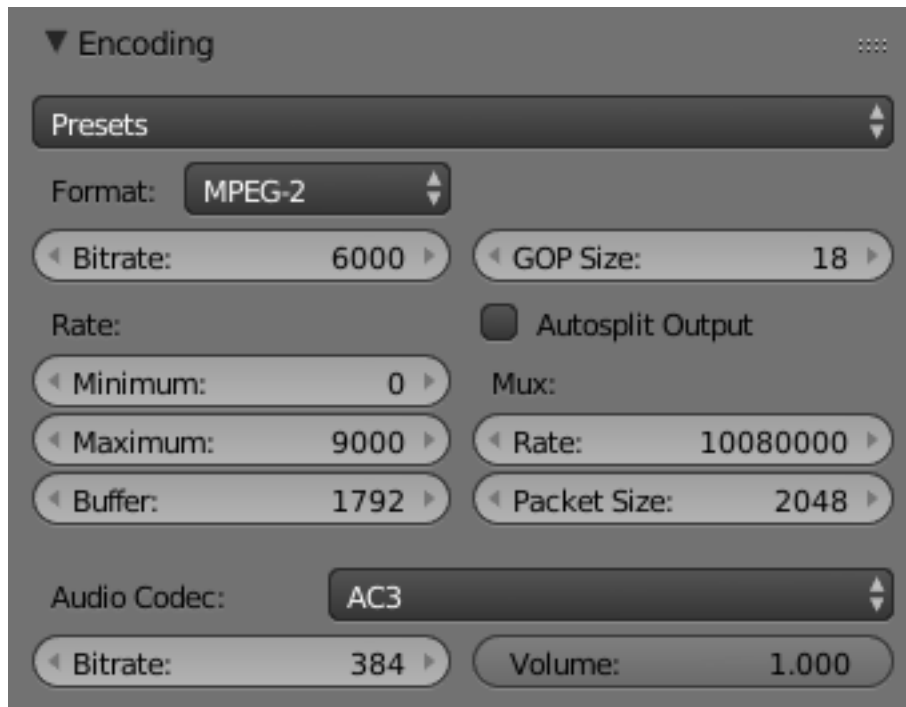 Encoding
Presets
Format: MPEG-2
Bitrate: 6000 GOP Size: 18
Rate: Autosplit Output
Minimum: 0 Mux:
Maximum: 9000 Rate: 10080000
Buffer: 1792 Packet Size: 2048
Audio Codec: AC3
Bitrate: 384 Volume: 1.000